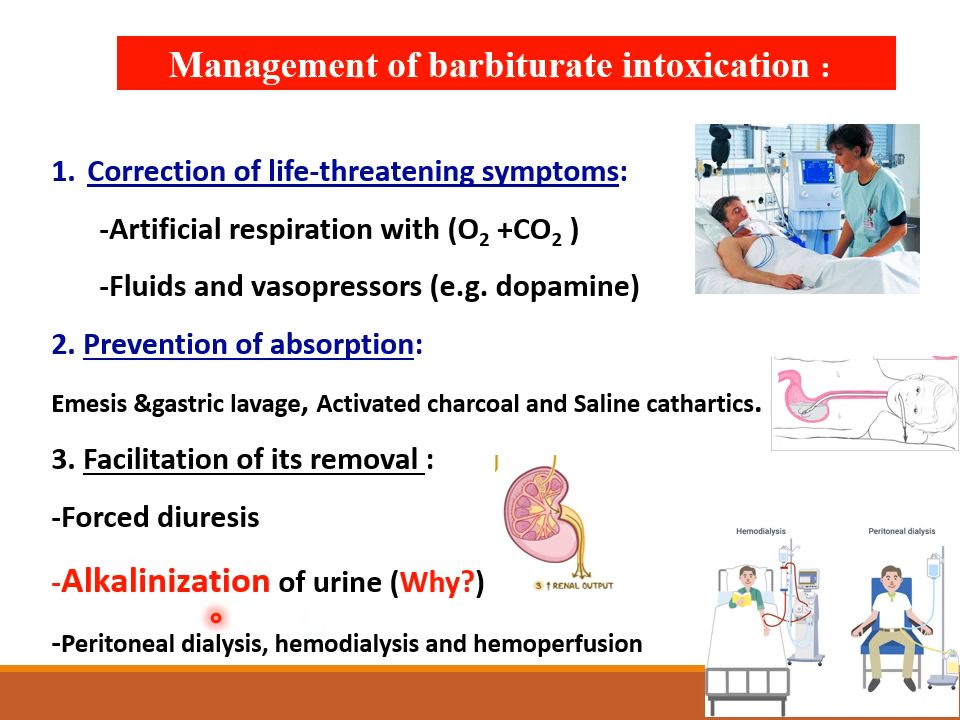 Management of barbiturate intoxication :
1. Correction of life-threatening symptoms:
-Artificial respiration with (O₂ +CO₂ )
-Fluids and vasopressors (e.g. dopamine)
2. Prevention of absorption:
Emesis &gastric lavage, Activated charcoal and Saline cathartics.
3. Facilitation of its removal :
-Forced diuresis
-Alkalinization of urine (Why?)
3 ↑ RENAL OUTPUT
-Peritoneal dialysis, hemodialysis and hemoperfusion
Hemodialysis
Peritoneal dialysis